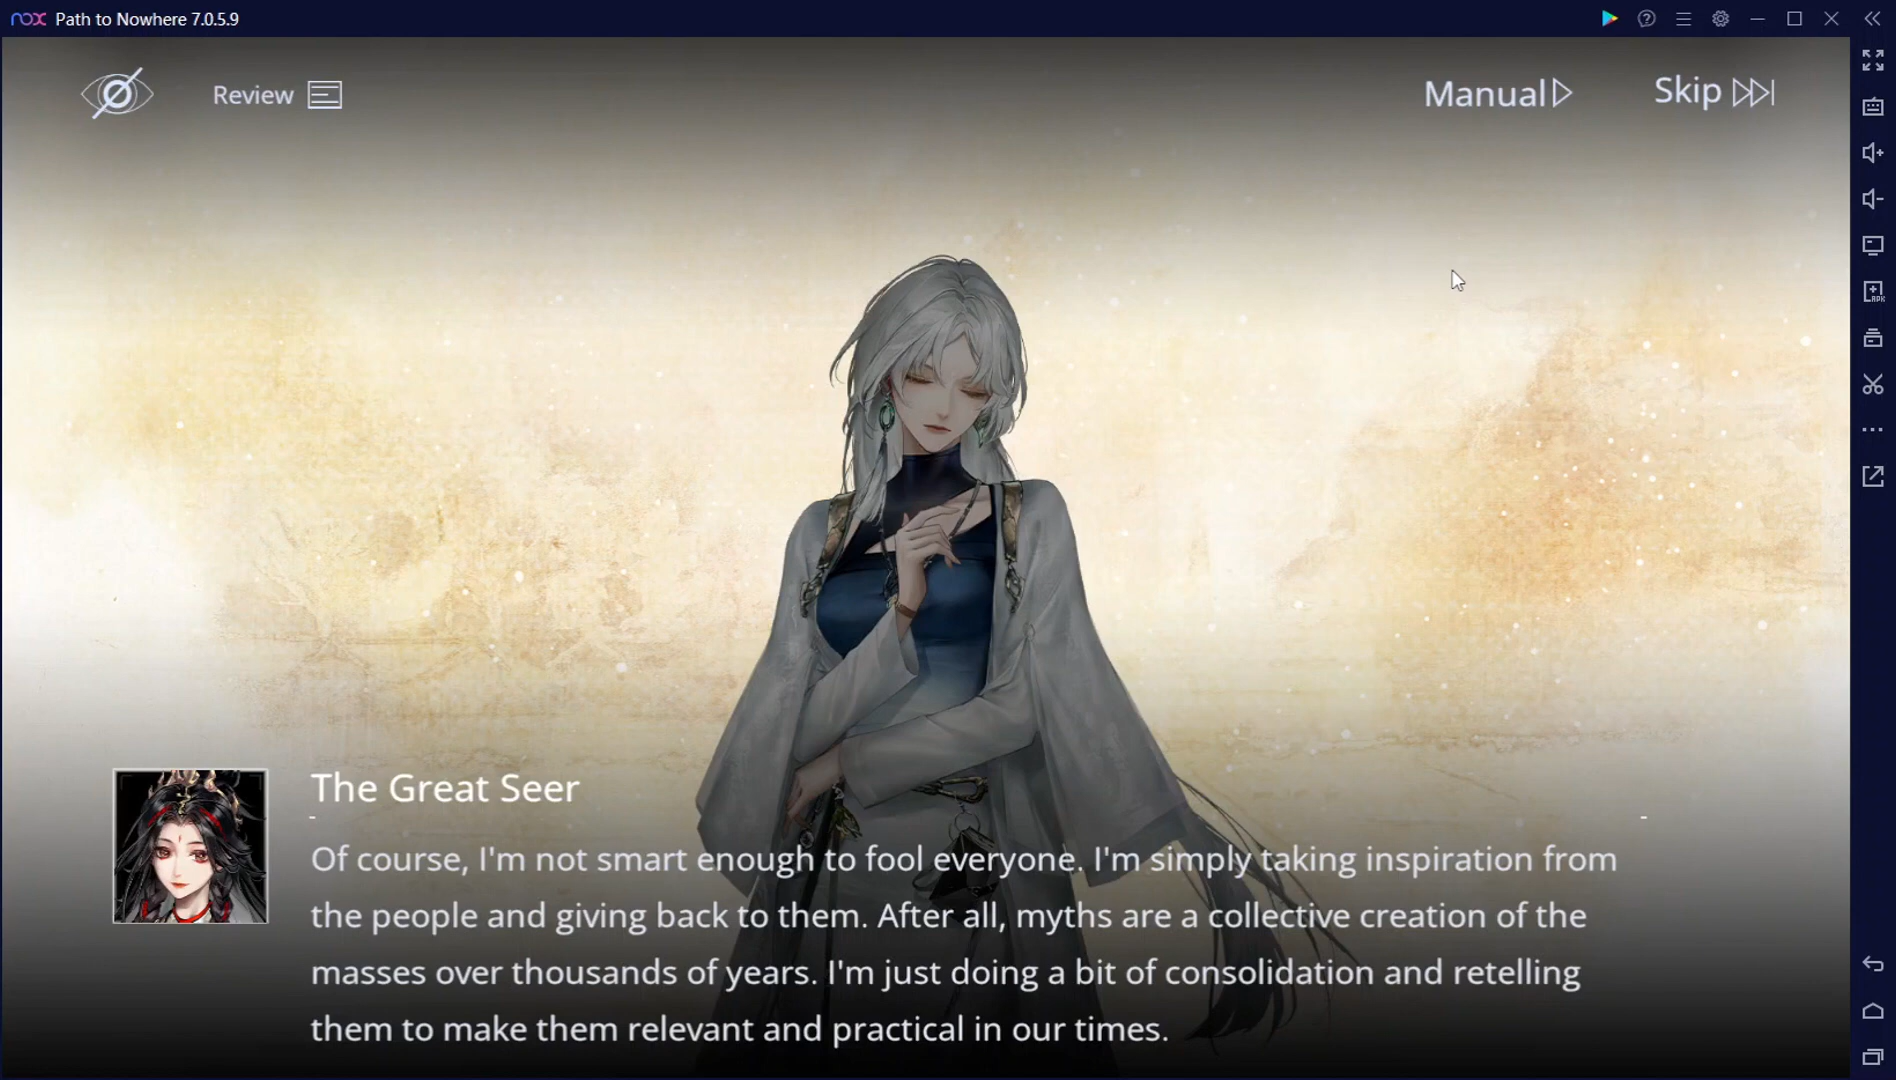 nox Path to Nowhere 7.0.5.9
Review
Manual
Skip
The Great Seer
Of course, I'm not smart enough to fool everyone. I'm simply taking inspiration from
the people and giving back to them. After all, myths are a collective creation of the
masses over thousands of years. I'm just doing a bit of consolidation and retelling
them to make them relevant and practical in our times.